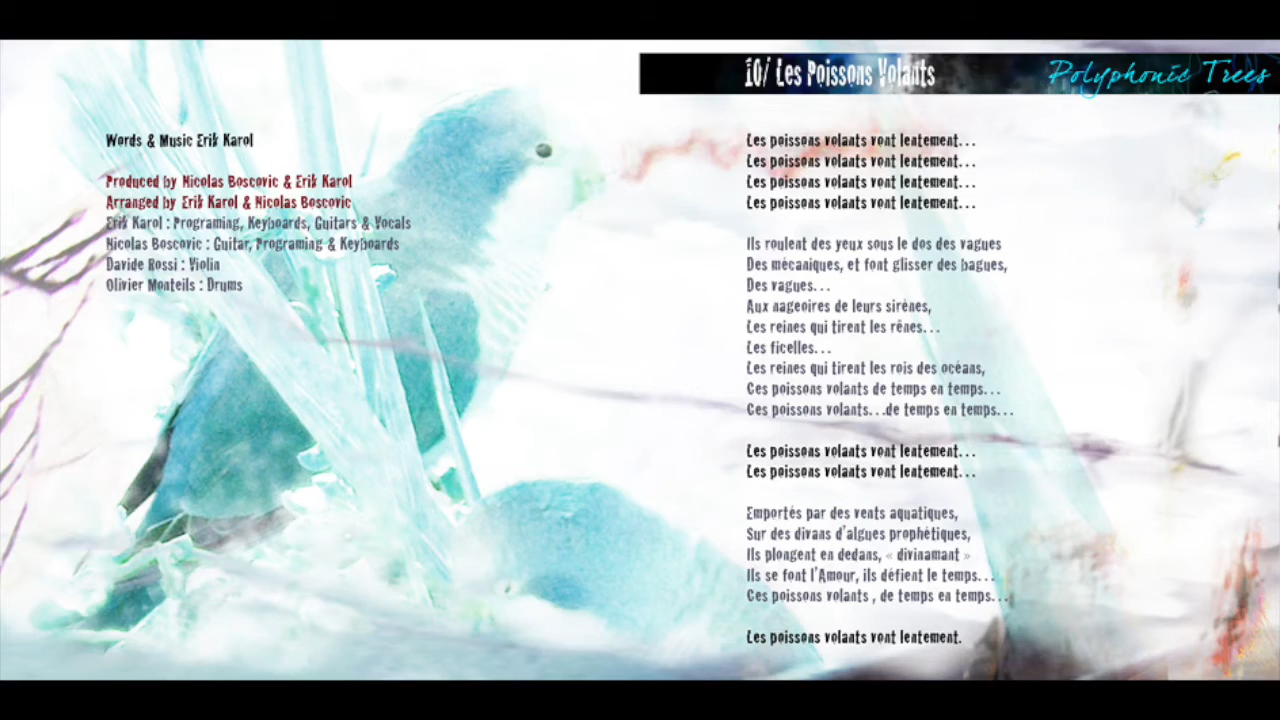 10/ Les Poissons Volants
Polyphonic Trees
Words & Music Erik Karol
Produced by Nicolas Boscovic & Erik Karol
Arranged by Erik Karol & Nicolas Boscovic
Erik Karol : Programing, Keyboards, Guitars & Vocals
Nicolas Boscovic : Guitar, Programing & Keyboards
Davide Rossi : Violin
Olivier Monteils : Drums
Les poissons volants vont lentement...
Les poissons volants vont lentement...
Les poissons volants vont lentement...
Les poissons volants vont lentement...
Ils roulent des yeux sous le dos des vagues
Des mécaniques, et font glisser des bagues,
Des vagues...
Aux nageoires de leurs sirènes,
Les reines qui tirent les rênes...
Les ficelles...
Les reines qui tirent les rois des océans,
Ces poissons volants de temps en temps...
Ces poissons volants...de temps en temps...
Les poissons volants vont lentement...
Les poissons volants vont lentement...
Emportés par des vents aquatiques,
Sur des divans d'algues prophétiques,
Ils plongent en dedans, « divinamant »
Ils se font l'Amour, ils défient le temps...
Ces poissons volants , de temps en temps...
Les poissons volants vont lentement.